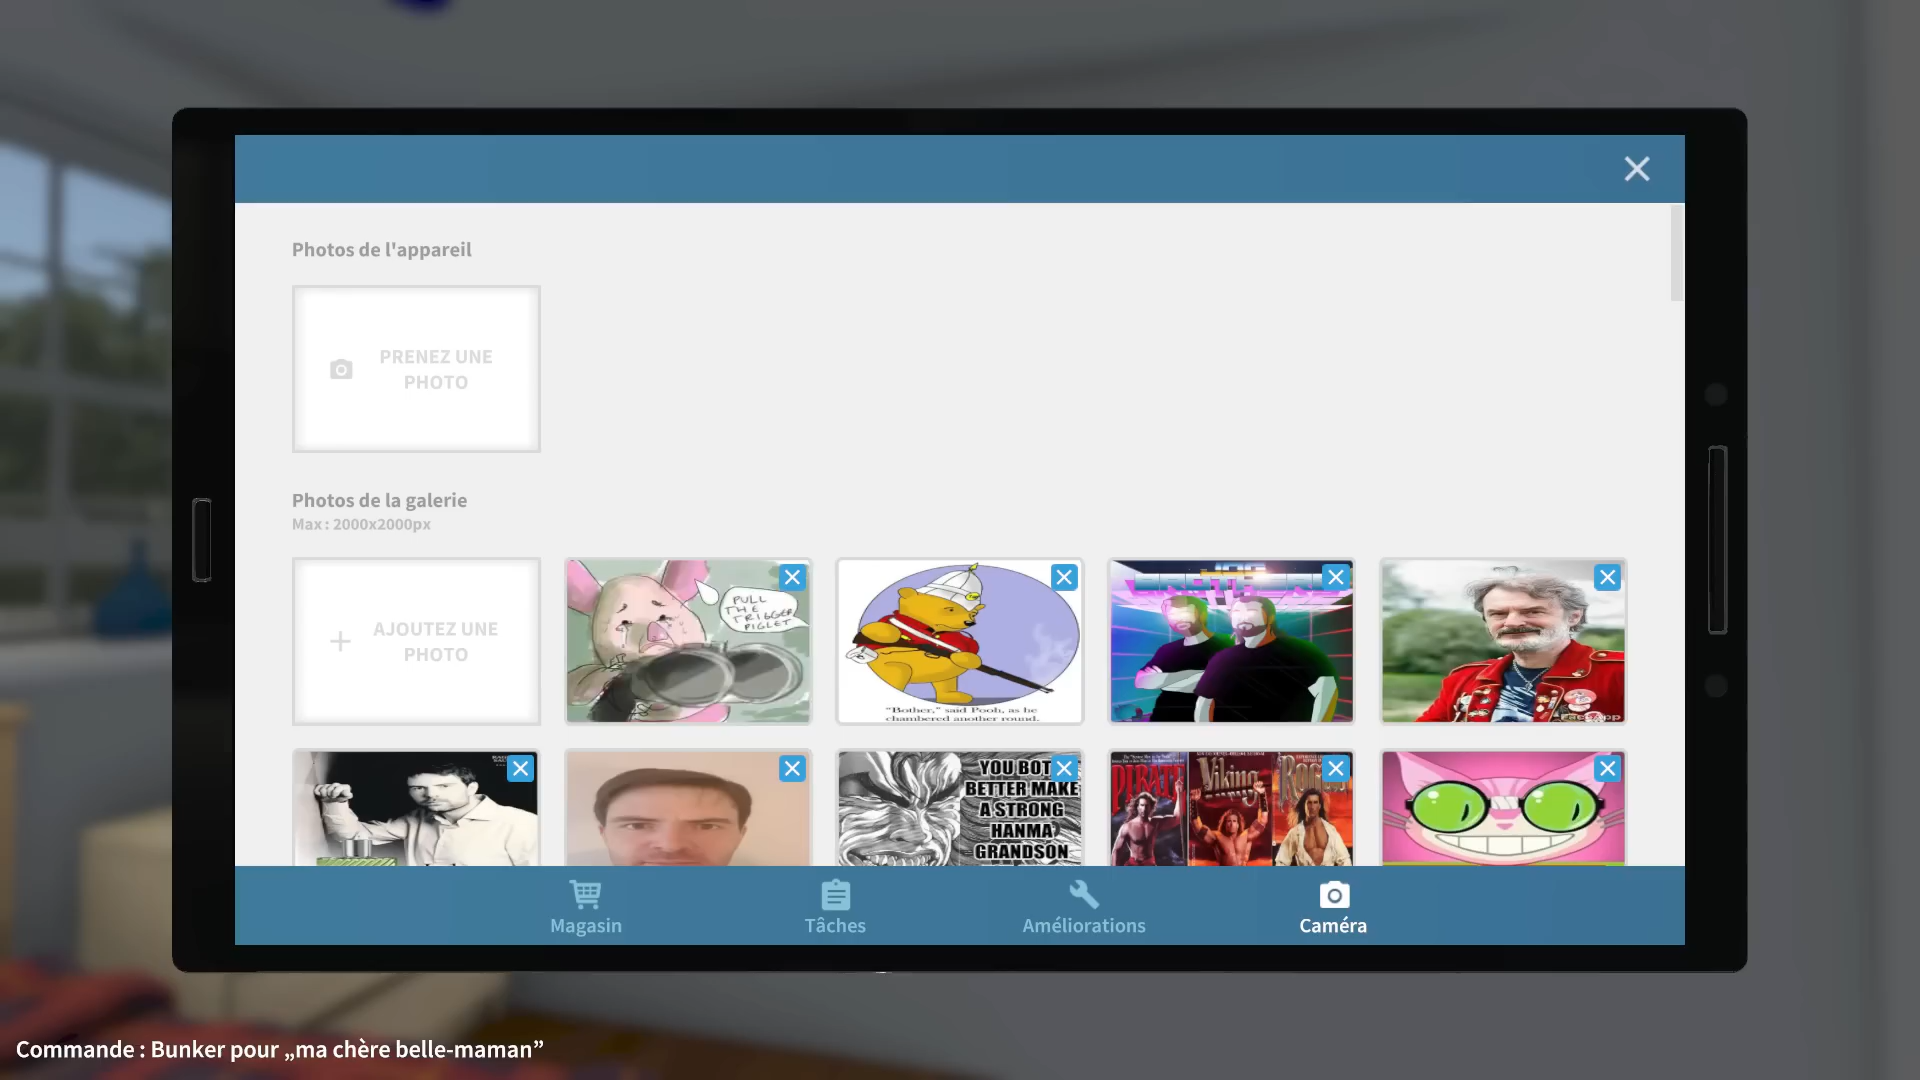 Photos de l'appareil
PRENEZ UNE
PHOTO
Photos de la galerie
Max : 2000x2000px
AJOUTEZ UNE
PHOTO
PULL
THE
TRIGGER
PIGLET
"Bother," said Pooh, as he
chambered another round.
BROTHERS
YOU BOT
BETTER MAKE
A STRONG
HANMA
GRANDSON
PIRATE
Viking
Magasin
Tâches
Améliorations
Caméra
Commande : Bunker pour „ma chère belle-maman”